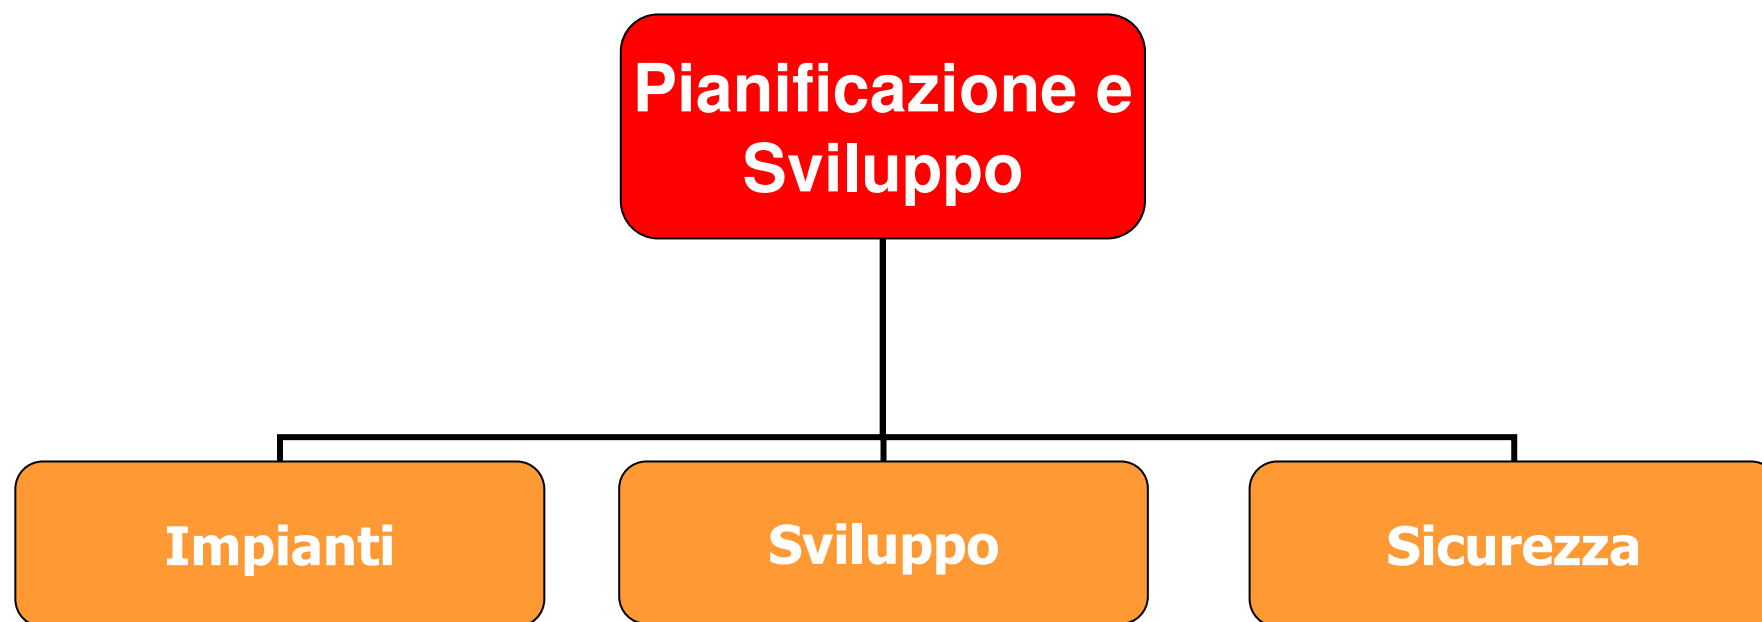 Pianificazione e
Sviluppo
Impianti
Sviluppo
Sicurezza